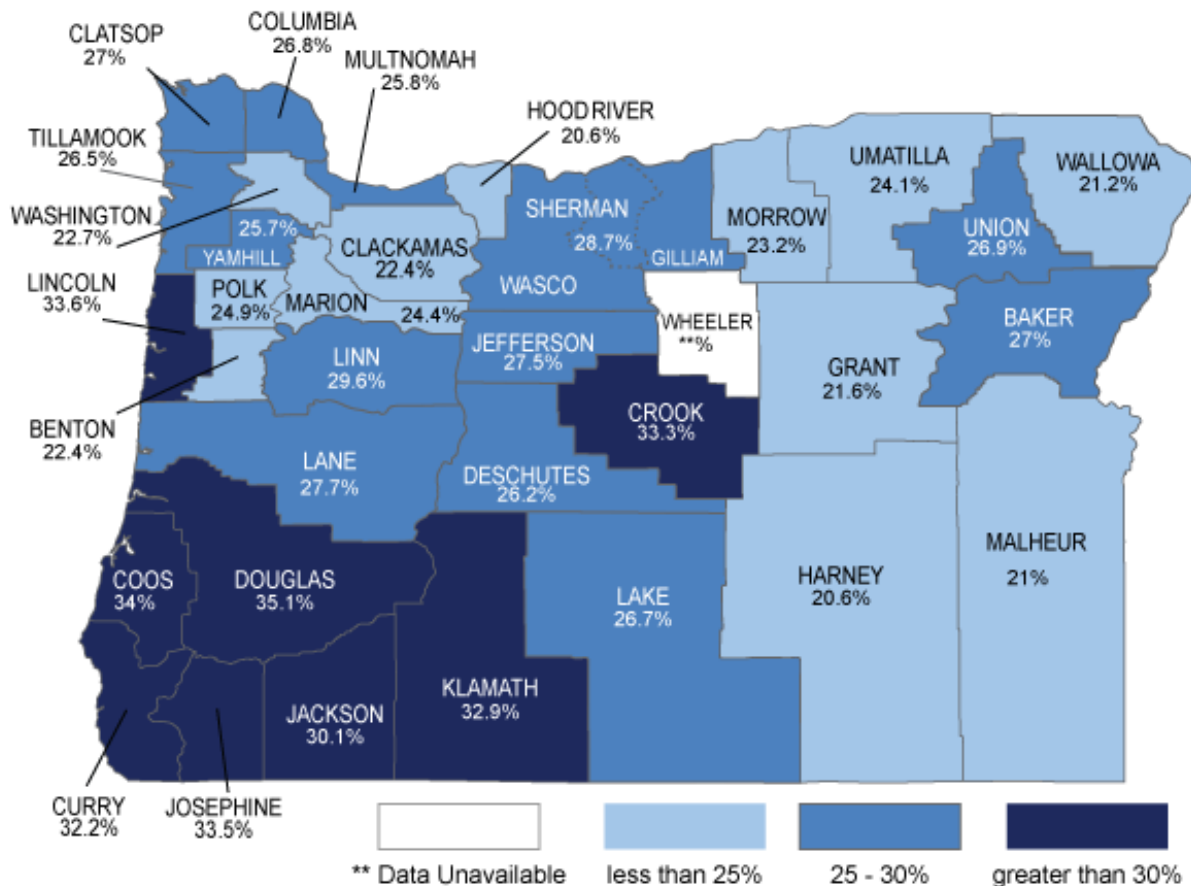 COLUMBIA
26.8%
CLATSOP
27%
MULTNOMAH
25.8%
HOOD RIVER
20.6%
TILLAMOOK
26.5%
UMATILLA
24.1%
WALLOWA
21.2%
WASHINGTON
22.7%
25.7%
YAMHILL
CLACKAMAS
22.4%
SHERMAN
28.7%
GILLIAM
WASCO
MORROW
23.2%
UNION
26.9%
LINCOLN
33.6%
POLK
24.9%
MARION
24.4%
WHEELER
**%
BAKER
27%
JEFFERSON
27.5%
LINN
29.6%
GRANT
21.6%
BENTON
22.4%
CROOK
33.3%
LANE
27.7%
DESCHUTES
26.2%
MALHEUR
21%
COOS
34%
DOUGLAS
35.1%
HARNEY
20.6%
LAKE
26.7%
KLAMATH
32.9%
JACKSON
30.1%
CURRY
32.2%
JOSEPHINE
33.5%
** Data Unavailable
less than 25%
25 - 30%
greater than 30%